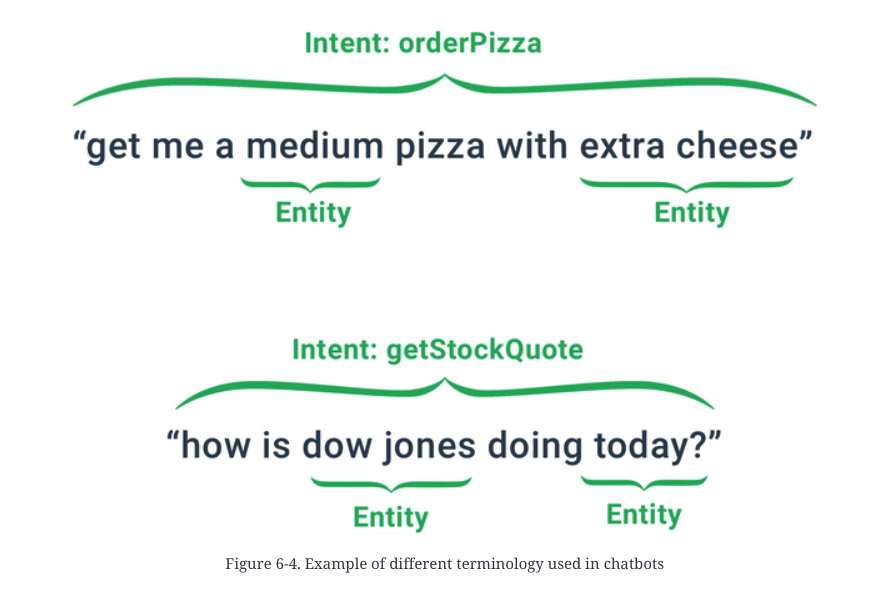 Intent: orderPizza
“get me a medium pizza with extra cheese”
Entity Entity
Intent: getStockQuote
“how is dow jones doing today?”
Entity Entity
Figure 6-4. Example of different terminology used in chatbots